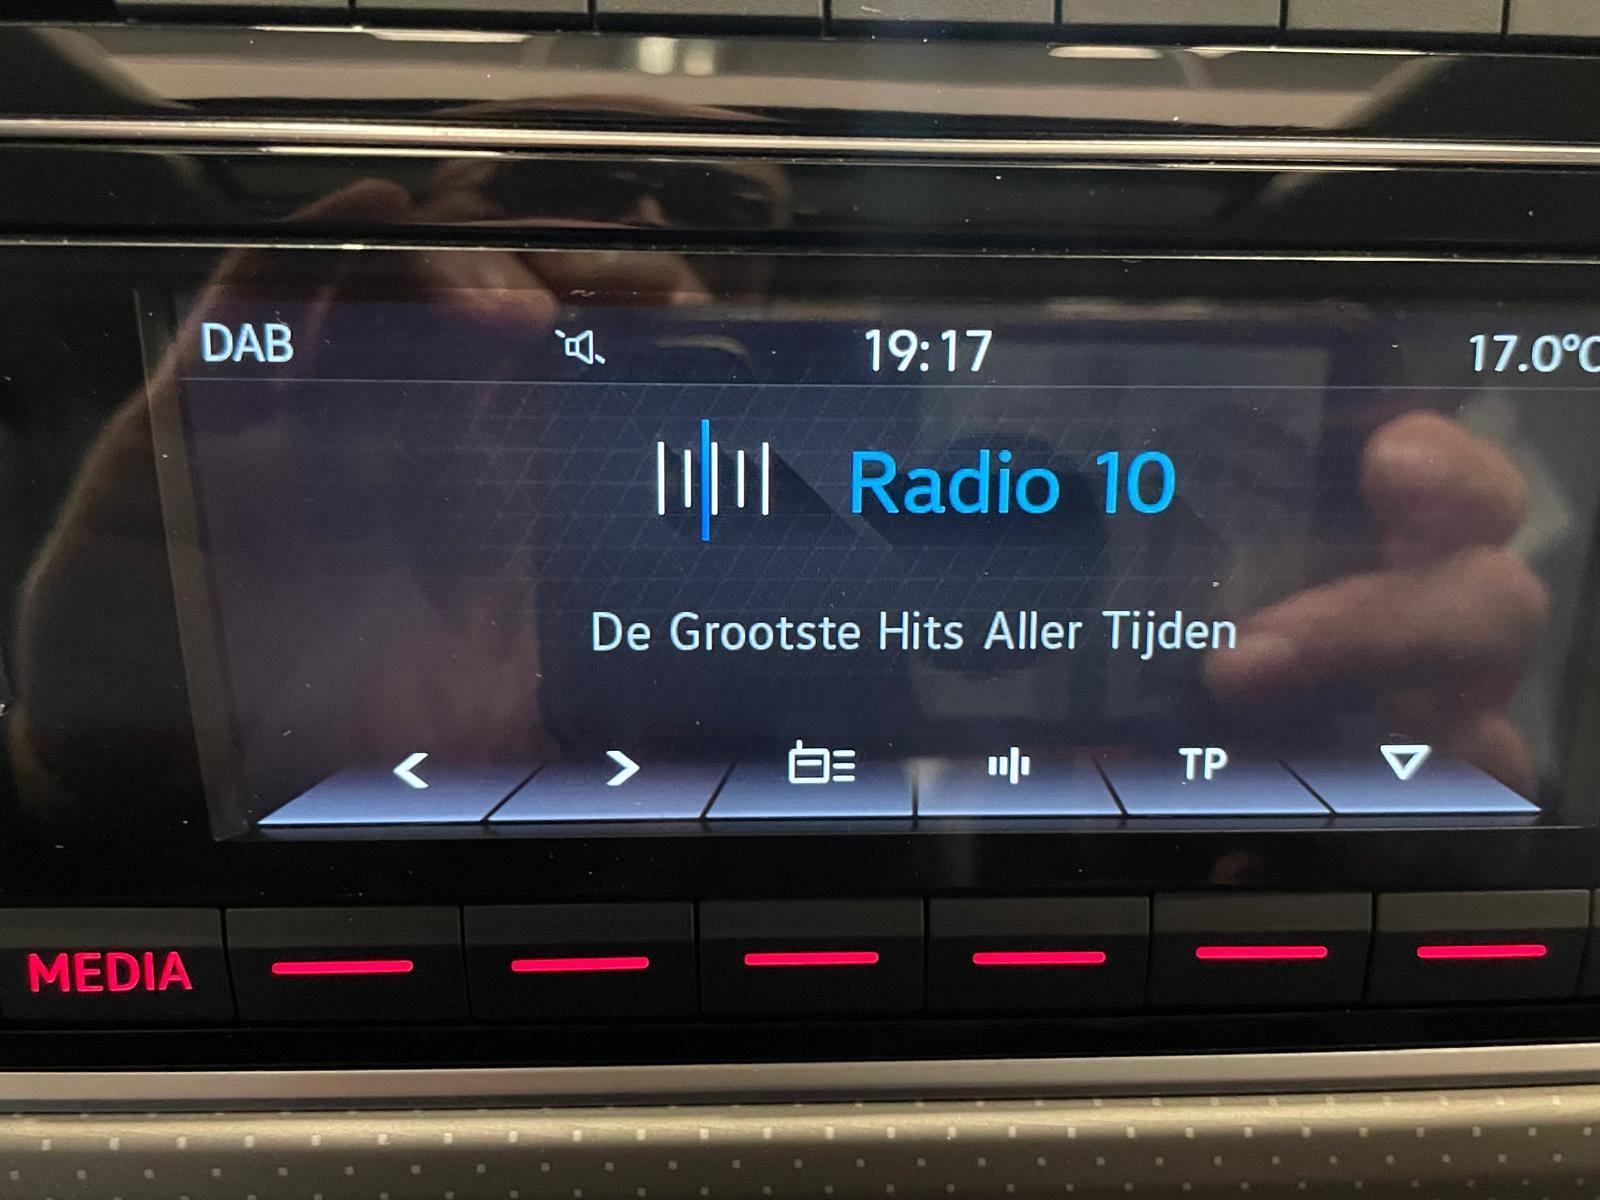 DAB 19:17 17.0°C
Radio 10
De Grootste Hits Aller Tijden
TP
MEDIA